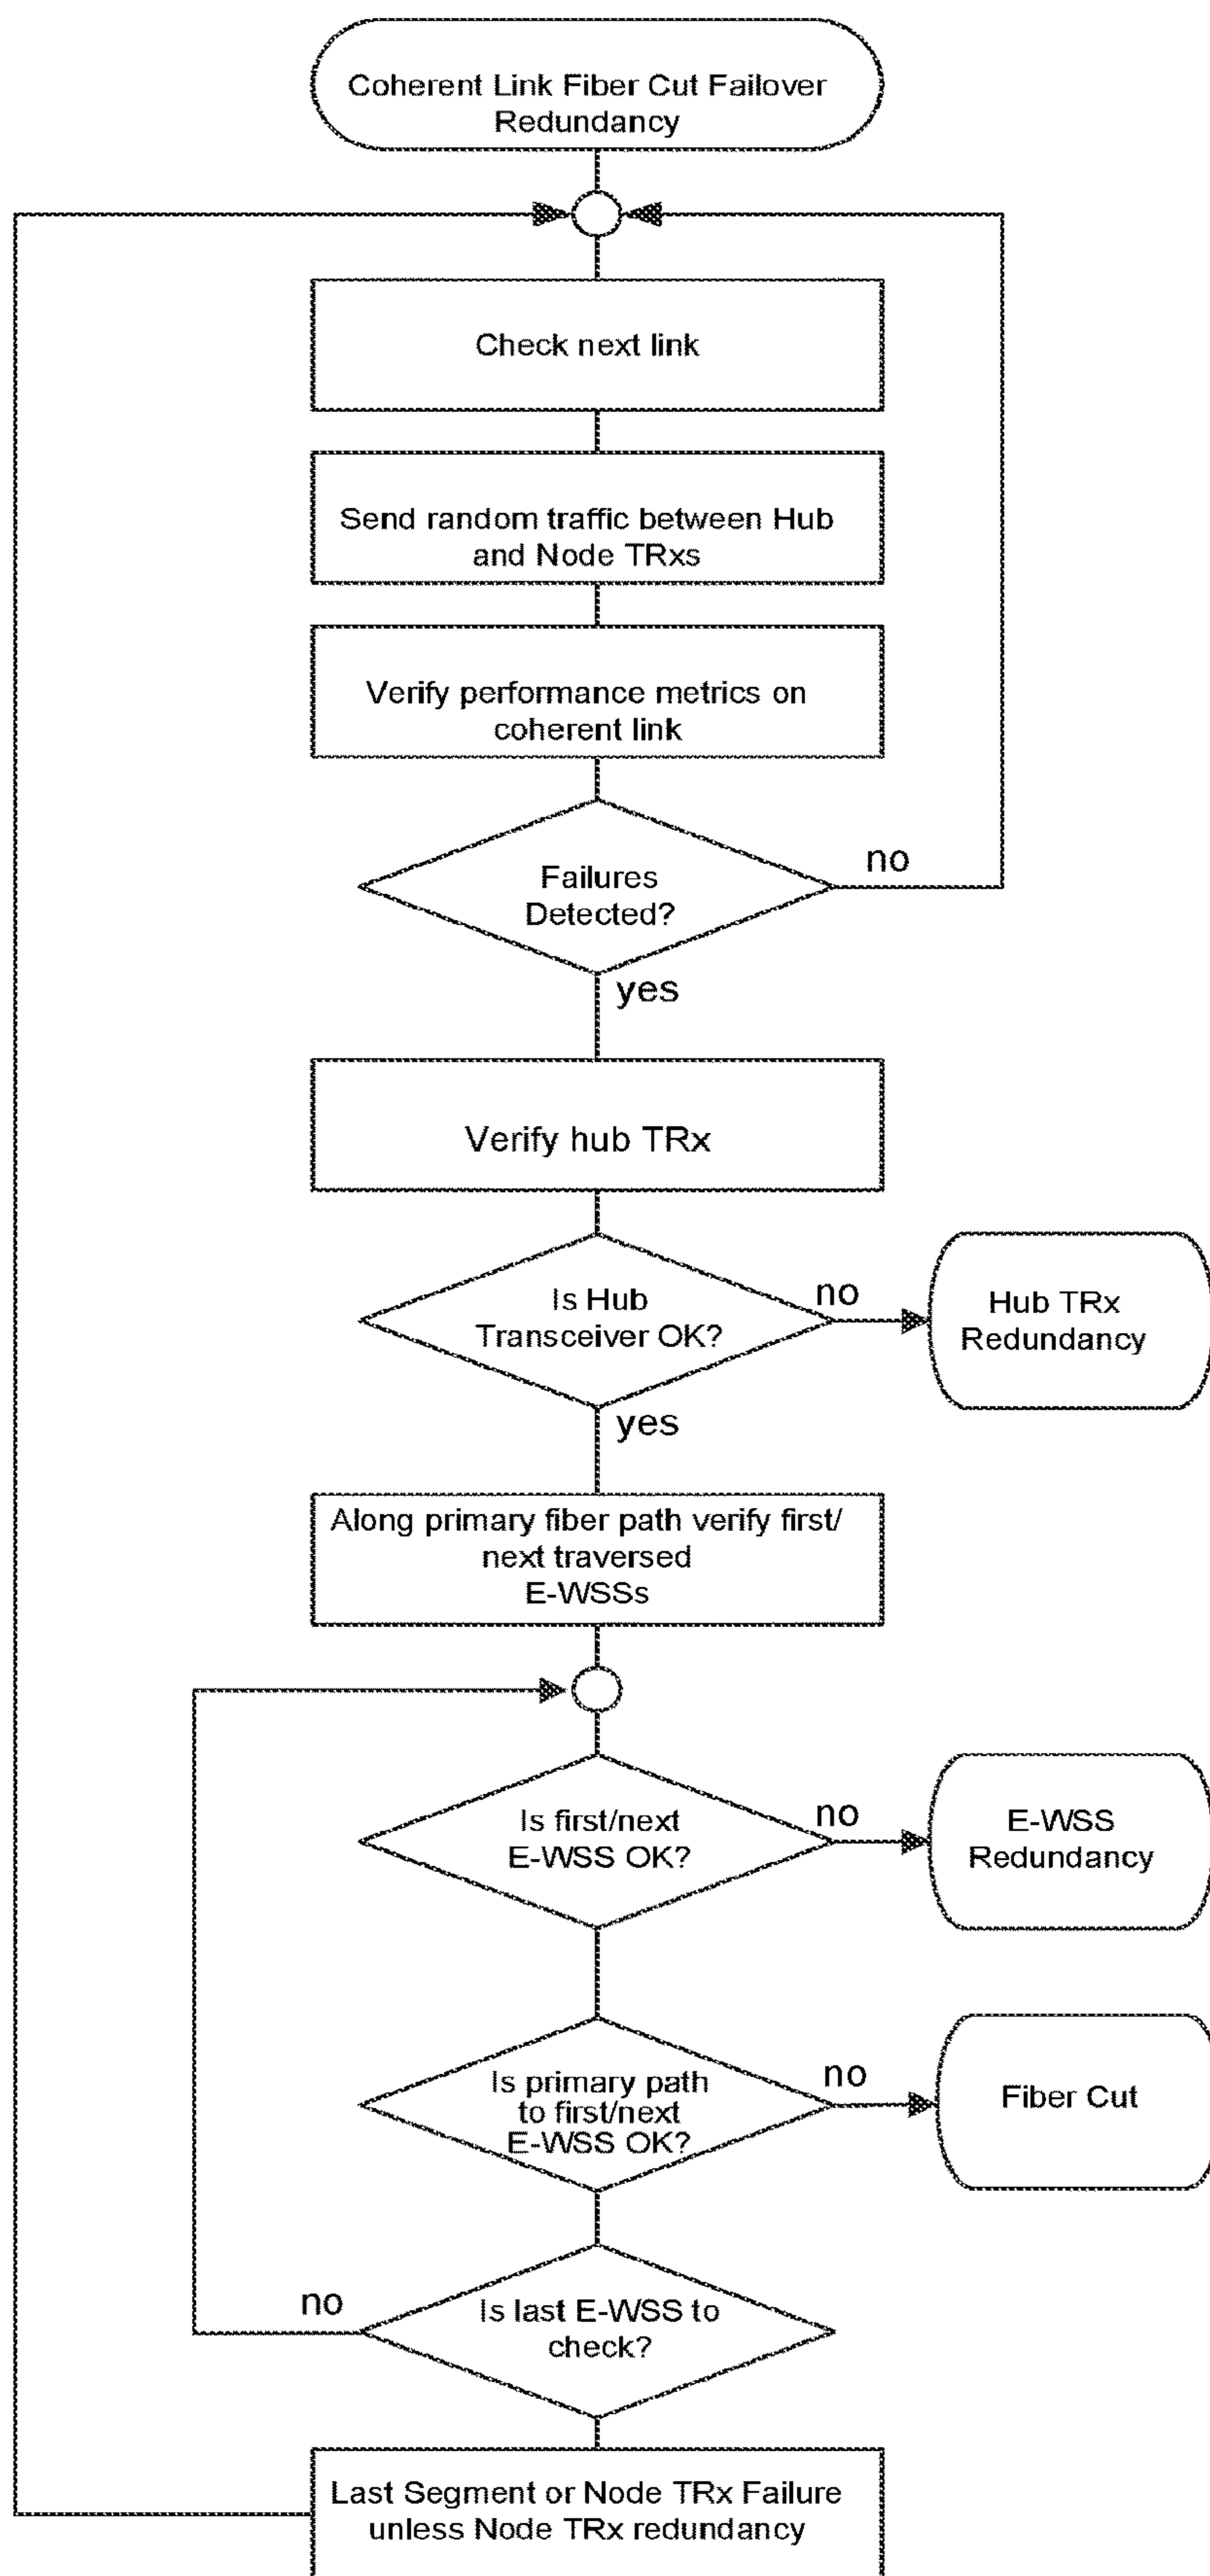 Coherent Link Fiber Cut Failover
Redundancy
Check next link
Send random traffic between Hub
and Node TRxs
Verify performance metrics on
coherent link
Failures
Detected?
no
yes
Verify hub TRx
Is Hub
Transceiver OK?
no
Hub TRx
Redundancy
yes
Along primary fiber path verify first/
next traversed
E-WSSs
Is first/next
E-WSS OK?
no
E-WSS
Redundancy
Is primary path
to first/next
E-WSS OK?
no
Fiber Cut
Is last E-WSS to
check?
no
Last Segment or Node TRx Failure
unless Node TRx redundancy